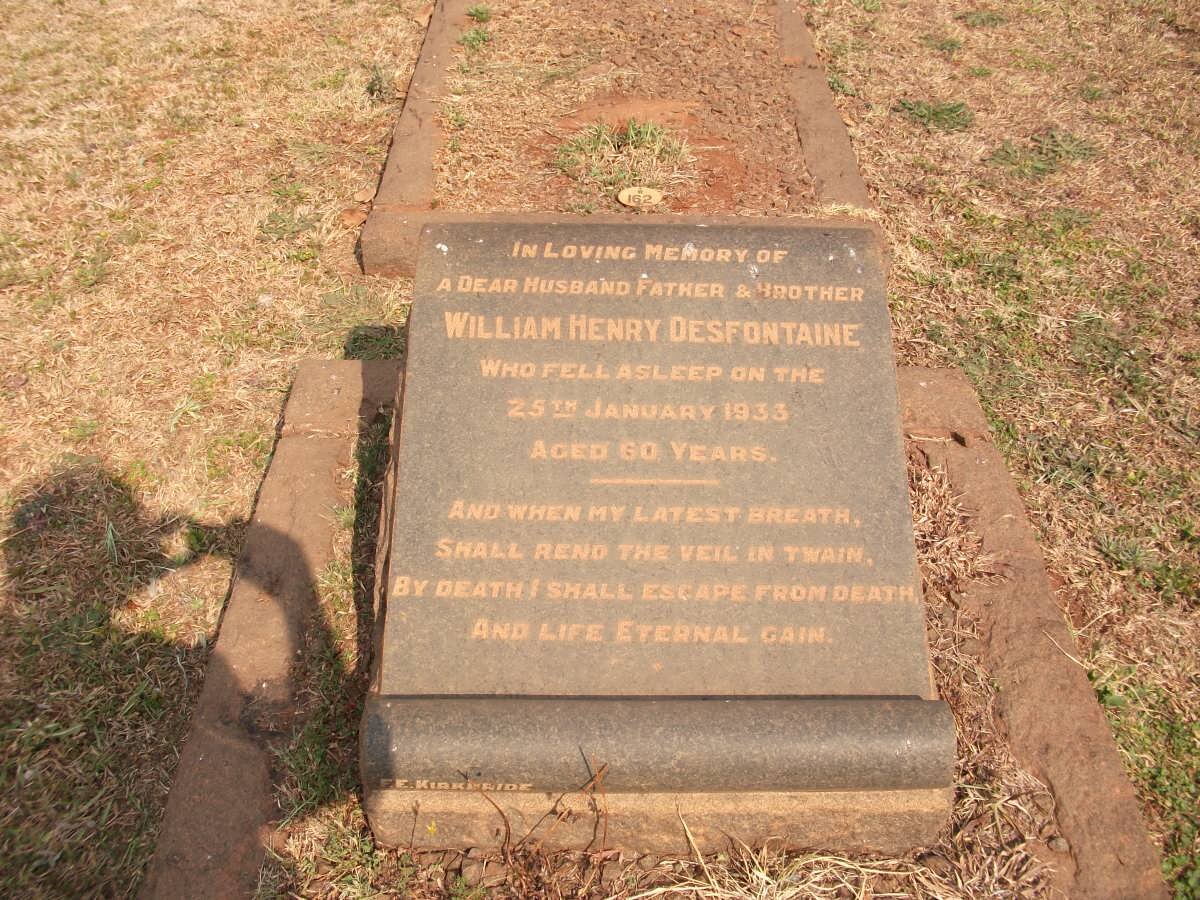 162
In Loving Memory of
a Dear Husband Father & Brother
William Henry Desfontaine
Who fell asleep on the
25th January 1933
Aged 60 Years.
And when my latest breath,
Shall rend the veil in twain,
By death I shall escape from death
And life Eternal gain.
Kirkbride